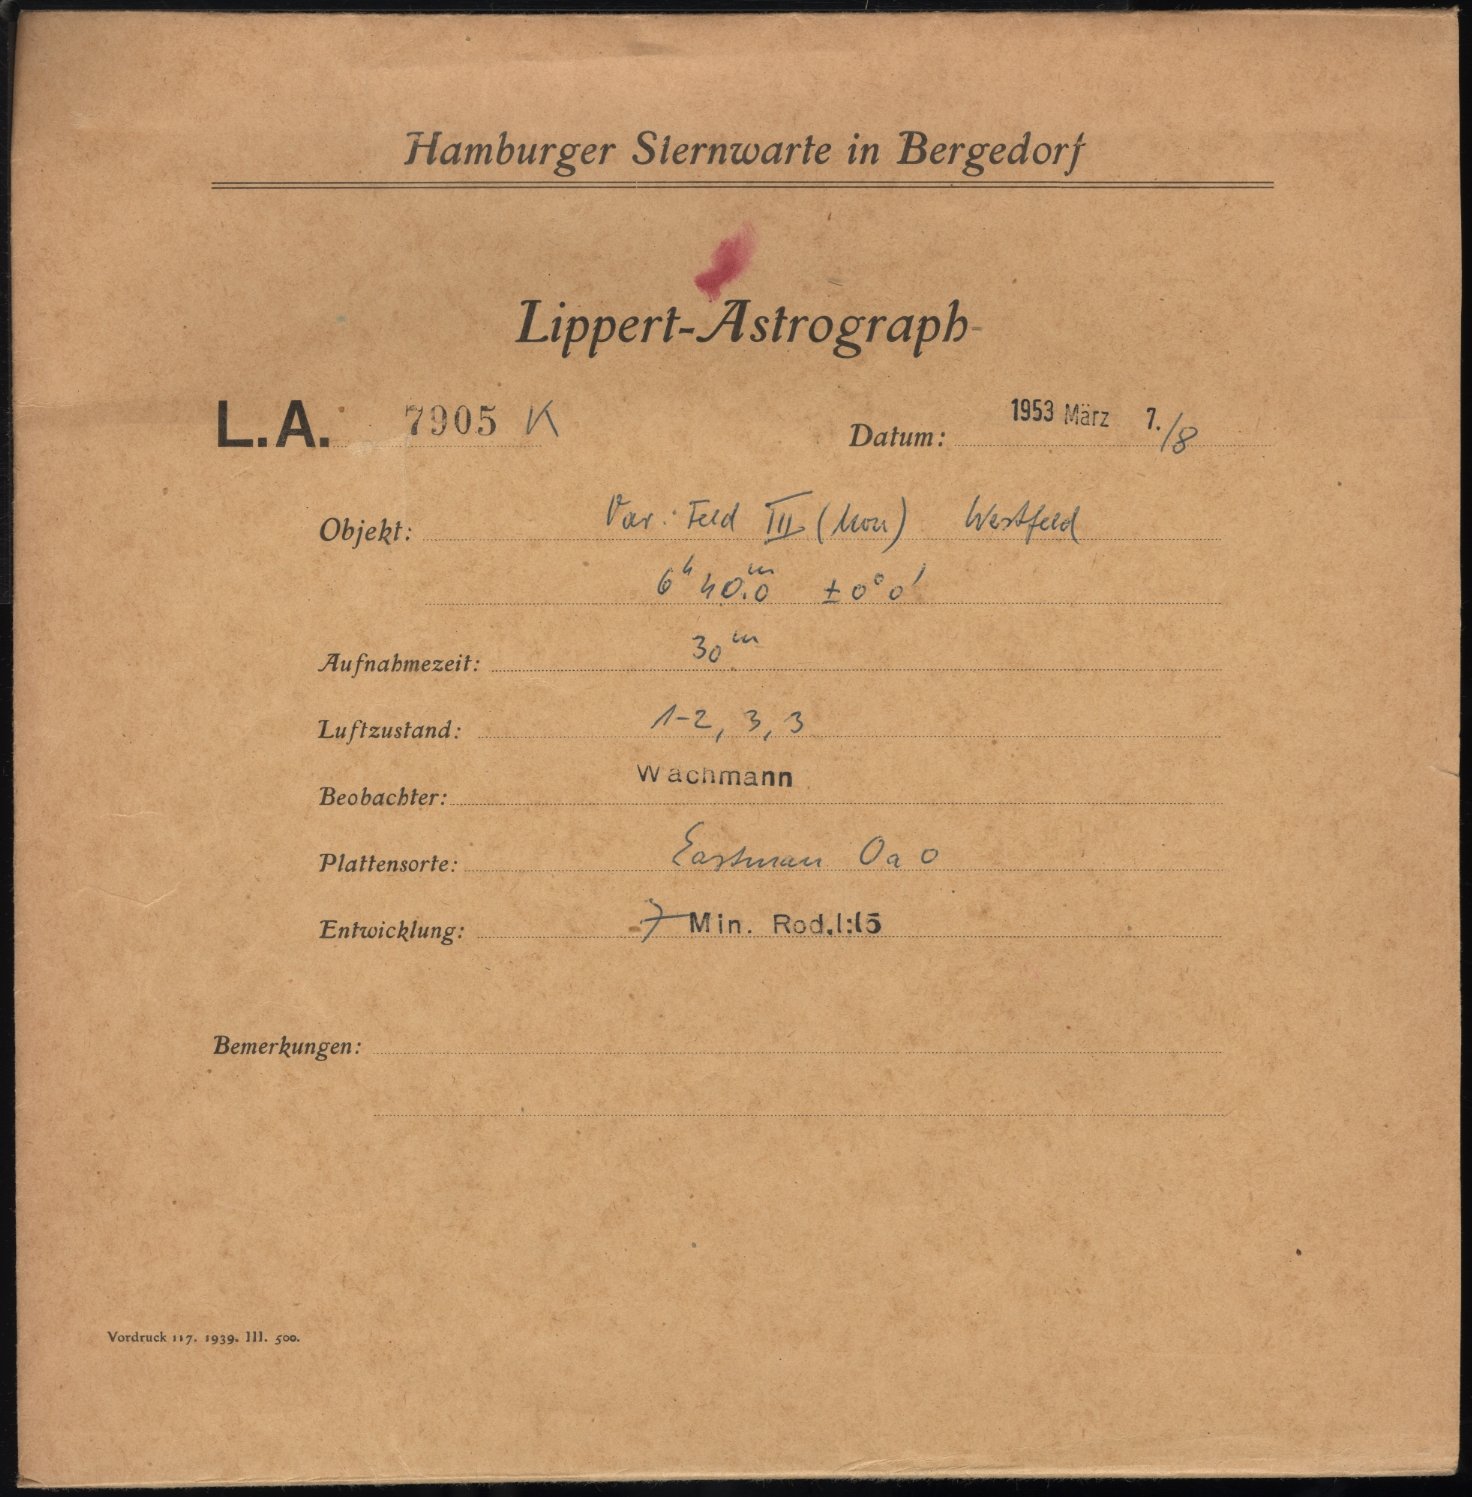 Hamburger Sternwarte in Bergedorf
Lippert-Astrograph-
L.A. 7905 K Datum: 1953 März 7./8
Objekt: Var: Feld III (Mon) Westfeld
6ʰ 40.ᵐ0 ±0°0′
Aufnahmezeit: 30ᵐ
Luftzustand: 1-2, 3, 3
Beobachter: Wachmann
Plattensorte: Eastman OaO
Entwicklung: 7 Min. Rod.1:15
Bemerkungen:
Vordruck 117. 1939. III. 500.